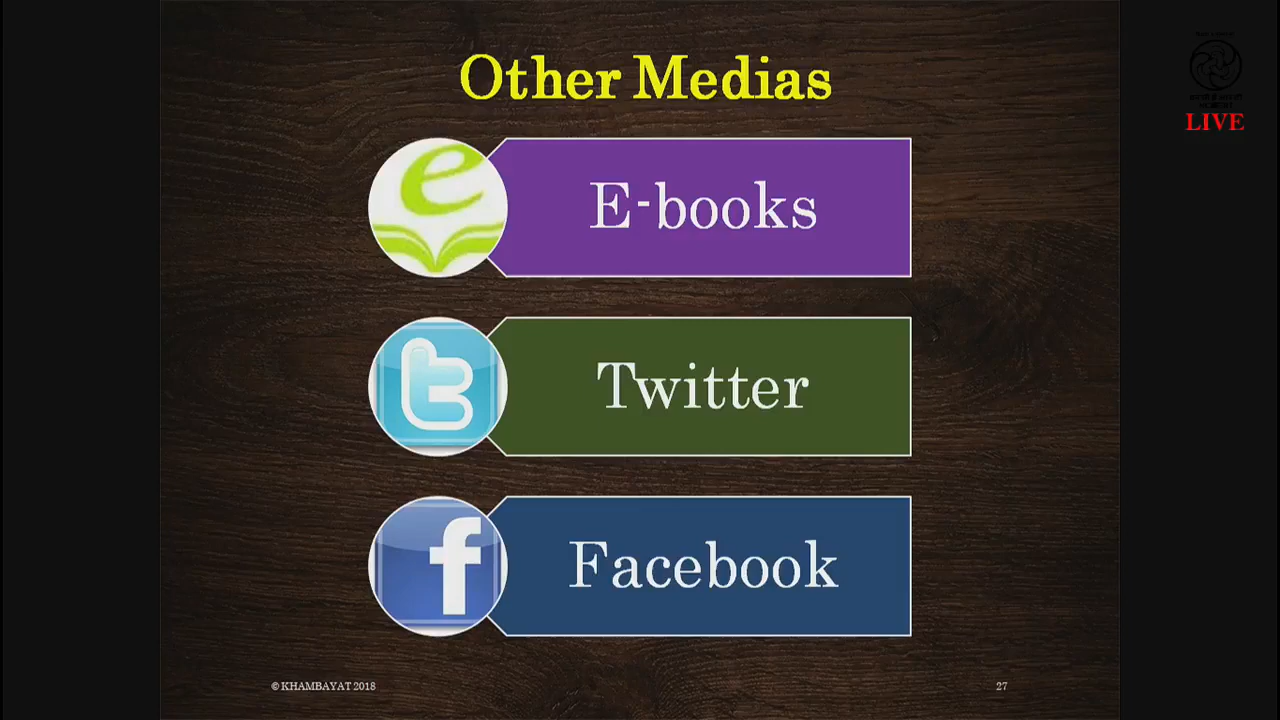 Other Medias
LIVE
E-books
Twitter
Facebook
© KHAMBAYAT 2018
27